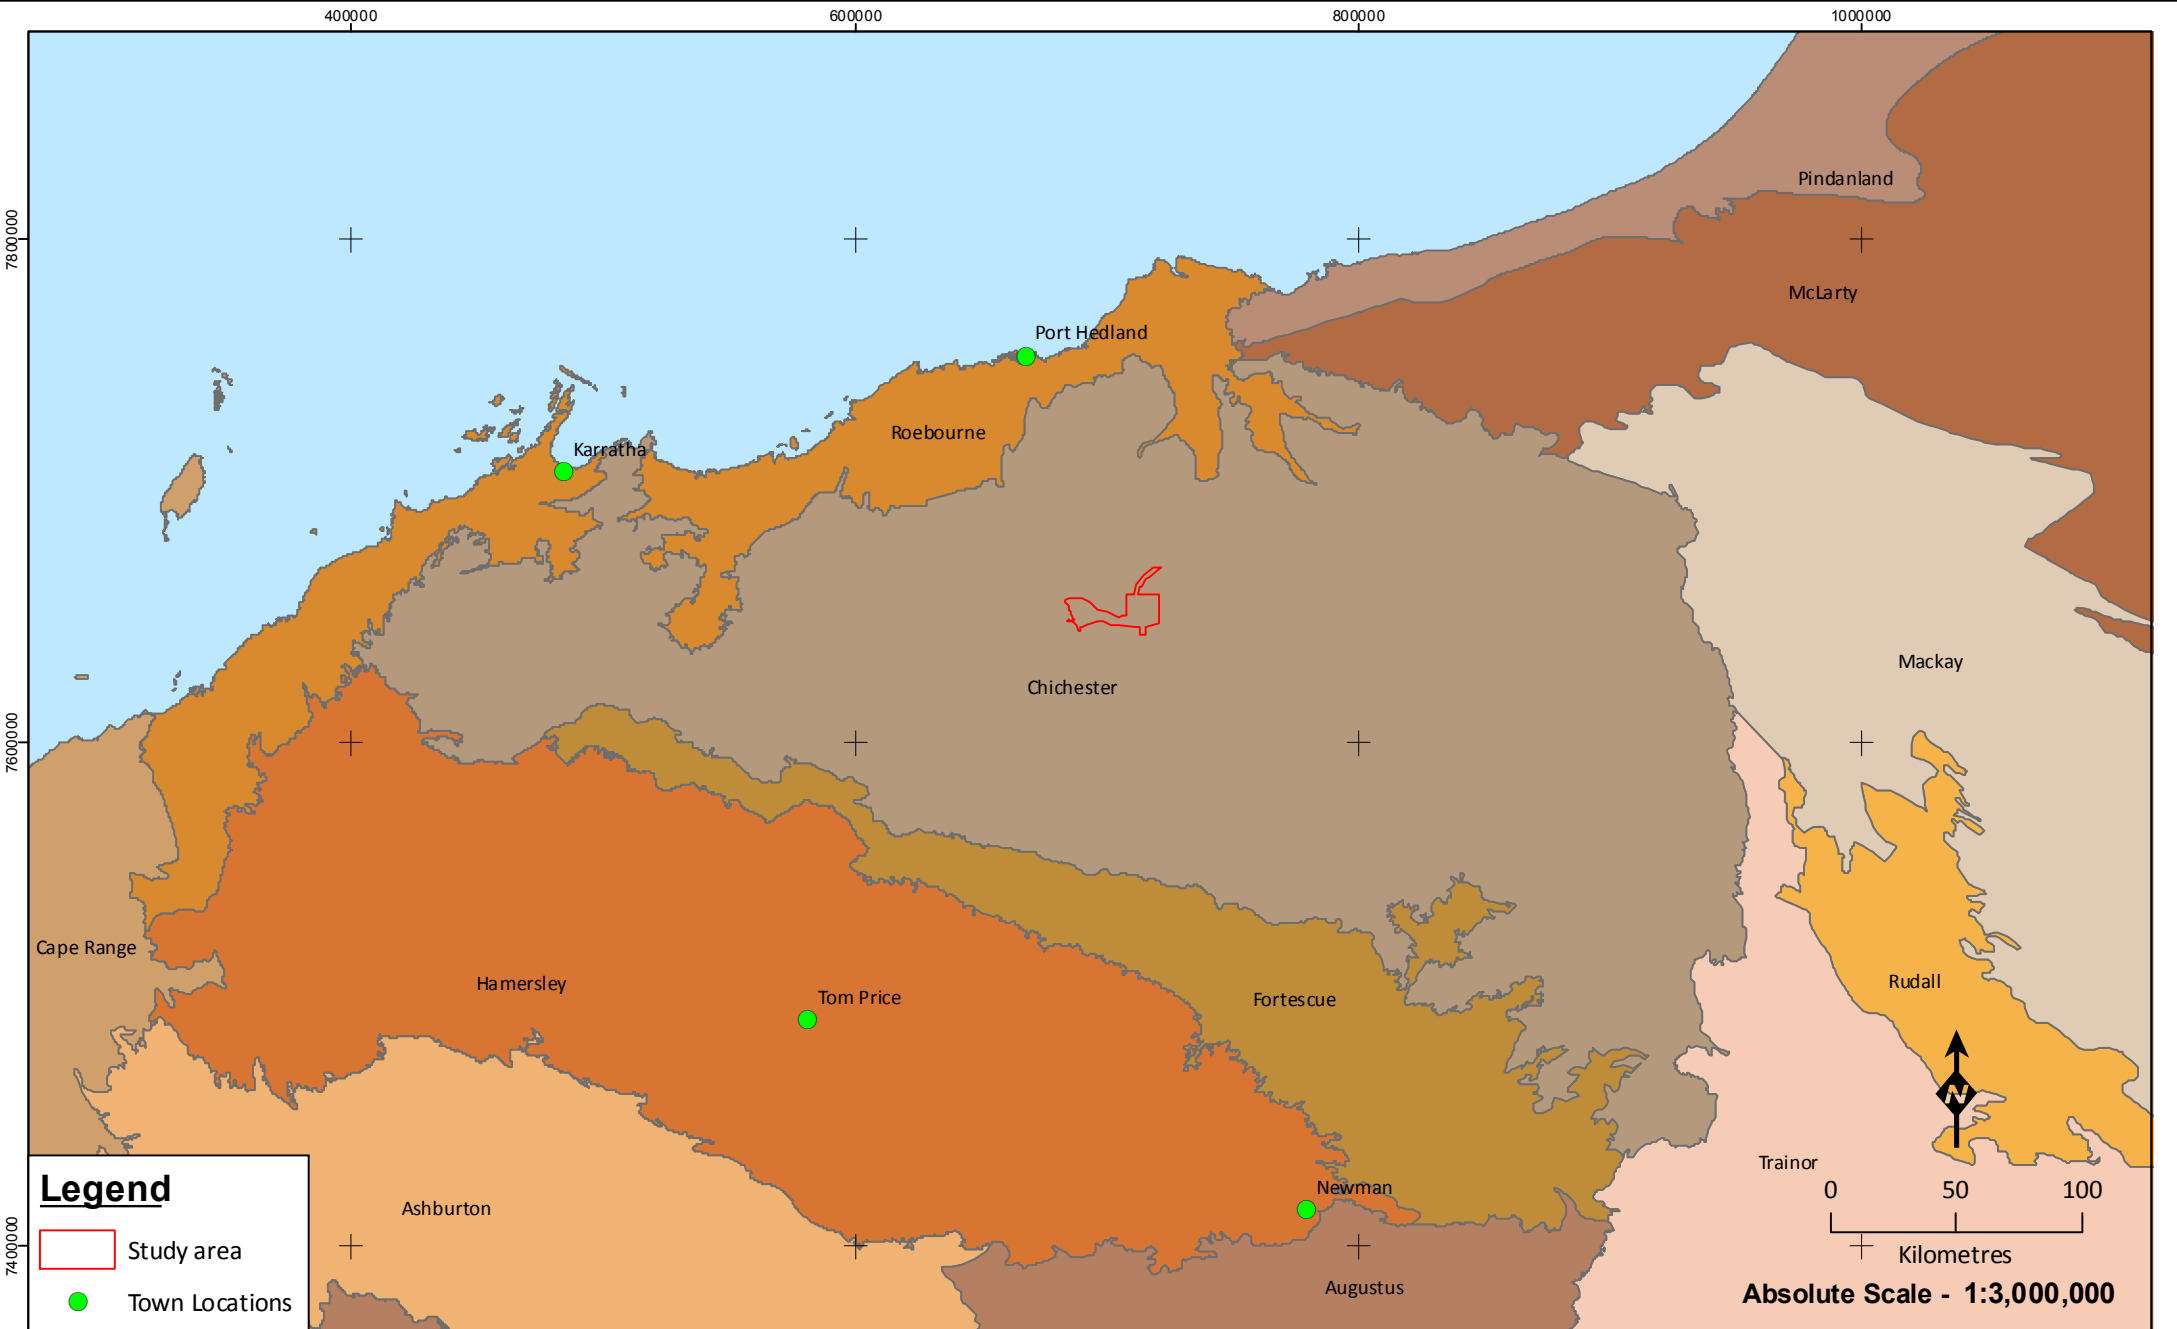 400000 600000 800000 1000000
Pindanland
7800000
McLarty
Port Hedland
Roebourne
Karratha
Mackay
Chichester
7600000
Cape Range
Rudall
Hamersley
Tom Price
Fortescue
N
Trainor
Newman
Legend
0 50 100
Ashburton
7400000
Study area
Kilometres
Augustus
Absolute Scale - 1:3,000,000
Town Locations